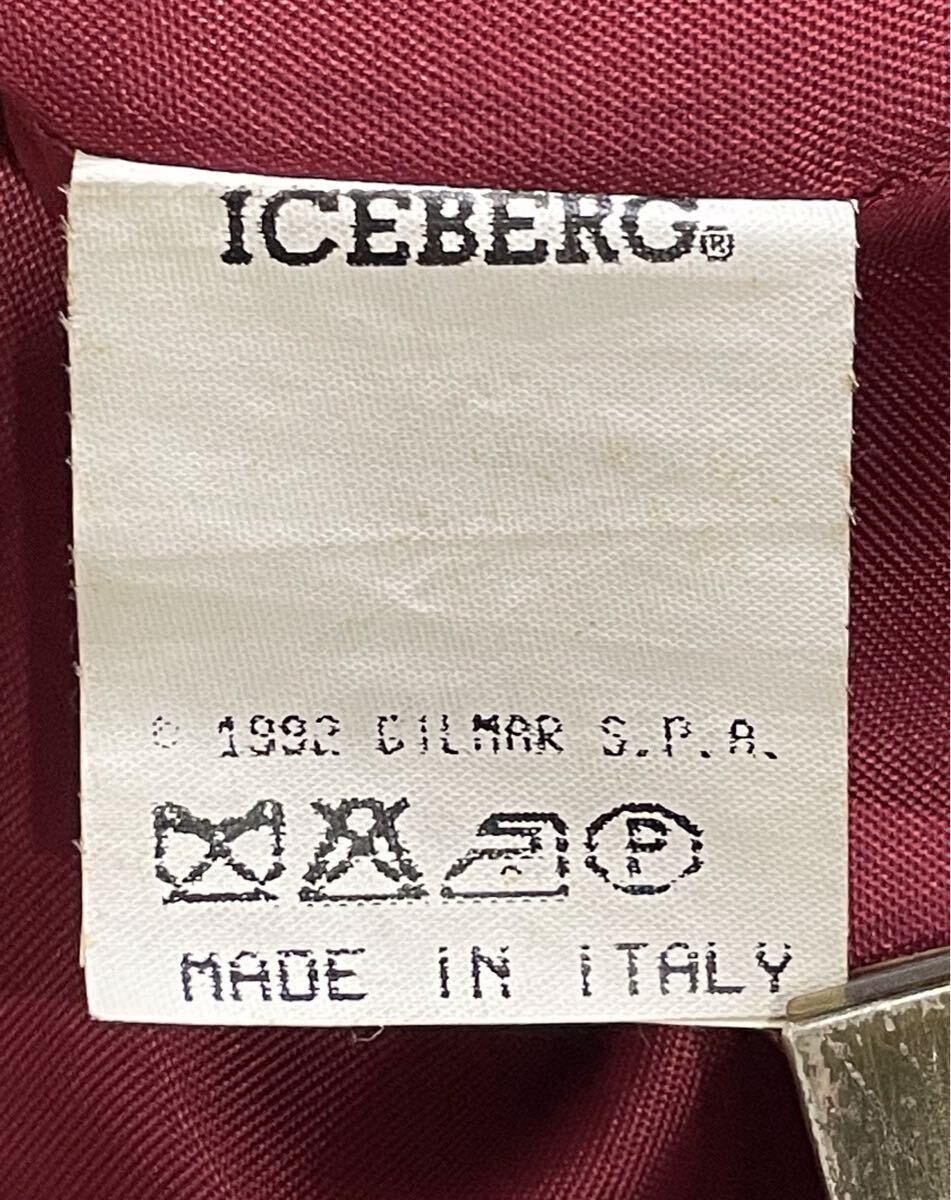 ICEBERG®
© 1992 GILMAR S.P.A.
P
MADE IN ITALY